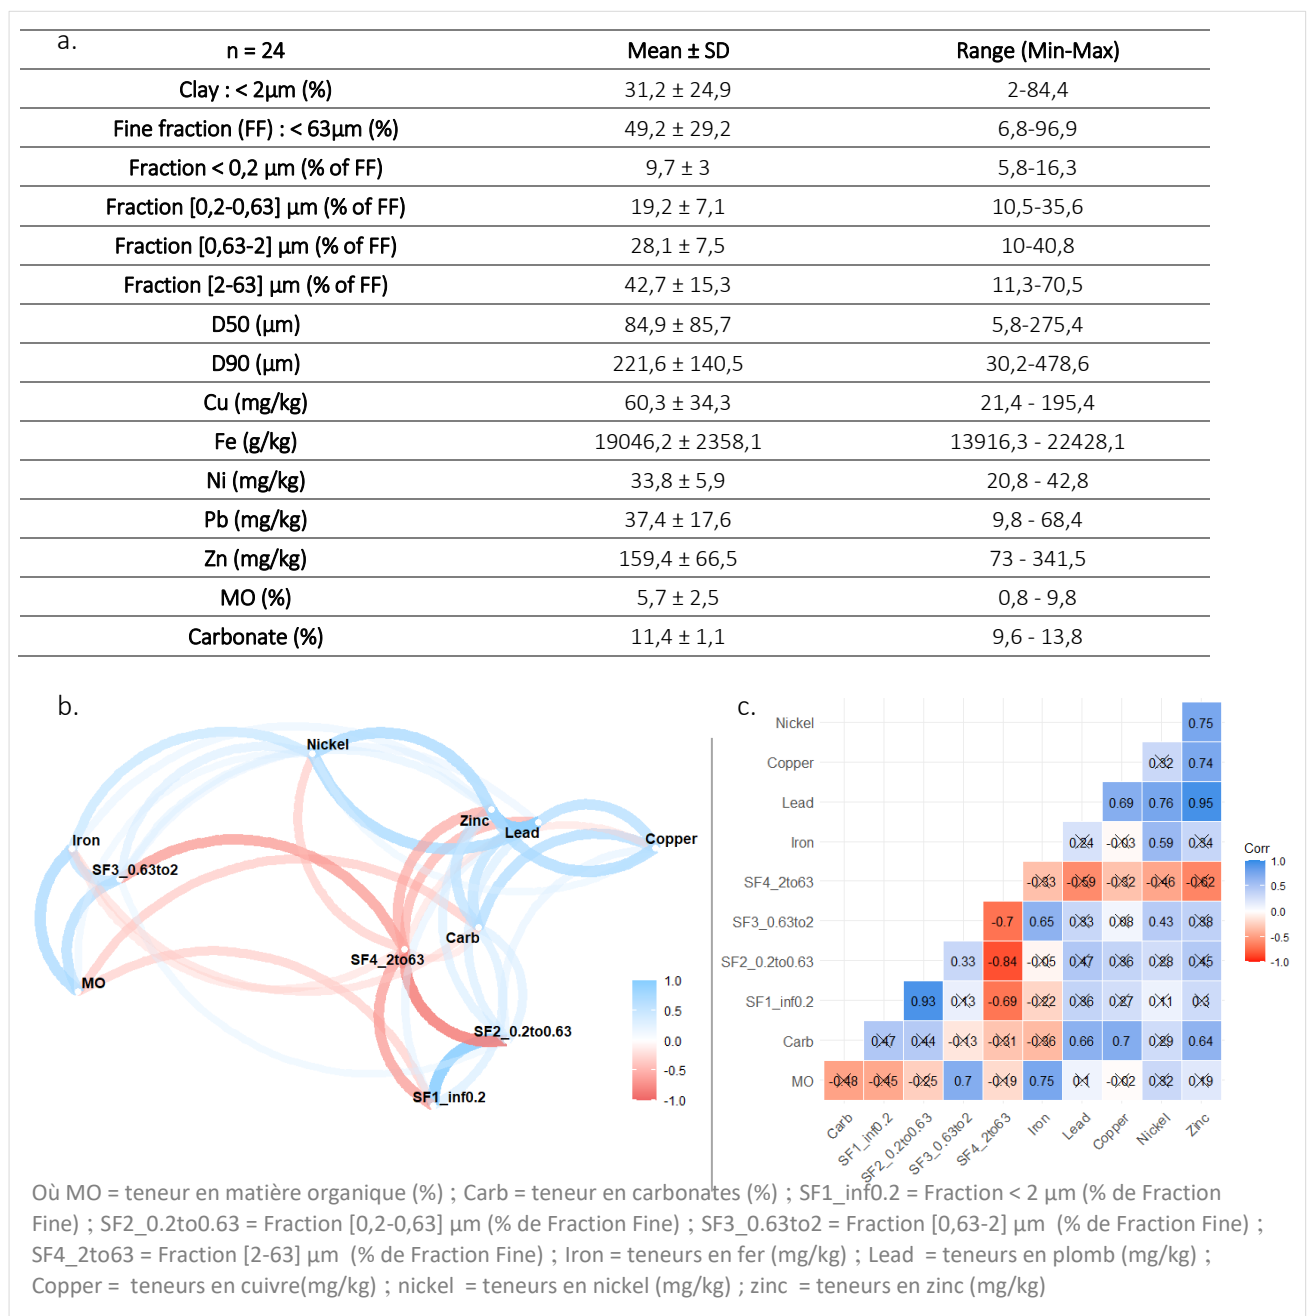 a.
n = 24 Mean ± SD Range (Min-Max)
Clay : < 2µm (%) 31,2 ± 24,9 2-84,4
Fine fraction (FF) : < 63µm (%) 49,2 ± 29,2 6,8-96,9
Fraction < 0,2 µm (% of FF) 9,7 ± 3 5,8-16,3
Fraction [0,2-0,63] µm (% of FF) 19,2 ± 7,1 10,5-35,6
Fraction [0,63-2] µm (% of FF) 28,1 ± 7,5 10-40,8
Fraction [2-63] µm (% of FF) 42,7 ± 15,3 11,3-70,5
D50 (µm) 84,9 ± 85,7 5,8-275,4
D90 (µm) 221,6 ± 140,5 30,2-478,6
Cu (mg/kg) 60,3 ± 34,3 21,4 - 195,4
Fe (g/kg) 19046,2 ± 2358,1 13916,3 - 22428,1
Ni (mg/kg) 33,8 ± 5,9 20,8 - 42,8
Pb (mg/kg) 37,4 ± 17,6 9,8 - 68,4
Zn (mg/kg) 159,4 ± 66,5 73 - 341,5
MO (%) 5,7 ± 2,5 0,8 - 9,8
Carbonate (%) 11,4 ± 1,1 9,6 - 13,8
b.
Nickel
Zinc
Lead
Copper
Iron
SF3_0.63to2
Carb
SF4_2to63
MO
SF2_0.2to0.63
SF1_inf0.2
1.0
0.5
0.0
-0.5
-1.0
c.
Nickel 0.75
Copper 0.32 0.74
Lead 0.69 0.76 0.95
Iron 0.24 -0.03 0.59 0.34
SF4_2to63 -0.33 -0.59 -0.32 -0.46 -0.62
SF3_0.63to2 -0.7 0.65 0.33 0.08 0.43 0.38
SF2_0.2to0.63 0.33 -0.84 -0.05 0.47 0.36 0.28 0.45
SF1_inf0.2 0.93 0.13 -0.69 -0.22 0.36 0.27 0.11 0.3
Carb 0.47 0.44 -0.13 -0.31 -0.36 0.66 0.7 0.29 0.64
MO -0.48 -0.45 -0.25 0.7 -0.19 0.75 0.1 -0.02 0.32 0.19
Carb SF1_inf0.2 SF2_0.2to0.63 SF3_0.63to2 SF4_2to63 Iron Lead Copper Nickel Zinc
Corr
1.0
0.5
0.0
-0.5
-1.0
Où MO = teneur en matière organique (%) ; Carb = teneur en carbonates (%) ; SF1_inf0.2 = Fraction < 2 µm (% de Fraction
Fine) ; SF2_0.2to0.63 = Fraction [0,2-0,63] µm (% de Fraction Fine) ; SF3_0.63to2 = Fraction [0,63-2] µm (% de Fraction Fine) ;
SF4_2to63 = Fraction [2-63] µm (% de Fraction Fine) ; Iron = teneurs en fer (mg/kg) ; Lead = teneurs en plomb (mg/kg) ;
Copper = teneurs en cuivre(mg/kg) ; nickel = teneurs en nickel (mg/kg) ; zinc = teneurs en zinc (mg/kg)